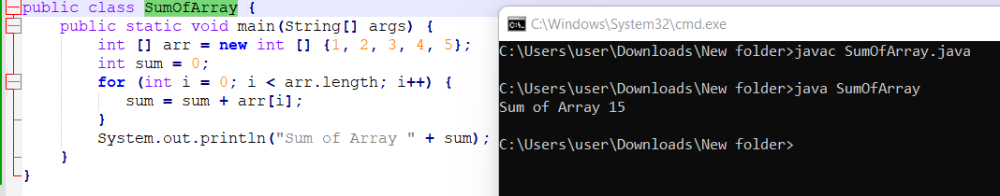 public class SumOfArray {
    public static void main(String[] args) {
        int [] arr = new int [] {1, 2, 3, 4, 5};
        int sum = 0;
        for (int i = 0; i < arr.length; i++) {
            sum = sum + arr[i];
        }
        System.out.println("Sum of Array " + sum);
    }
}
C:\Windows\System32\cmd.exe
C:\Users\user\Downloads\New folder>javac SumOfArray.java
C:\Users\user\Downloads\New folder>java SumOfArray
Sum of Array 15
C:\Users\user\Downloads\New folder>